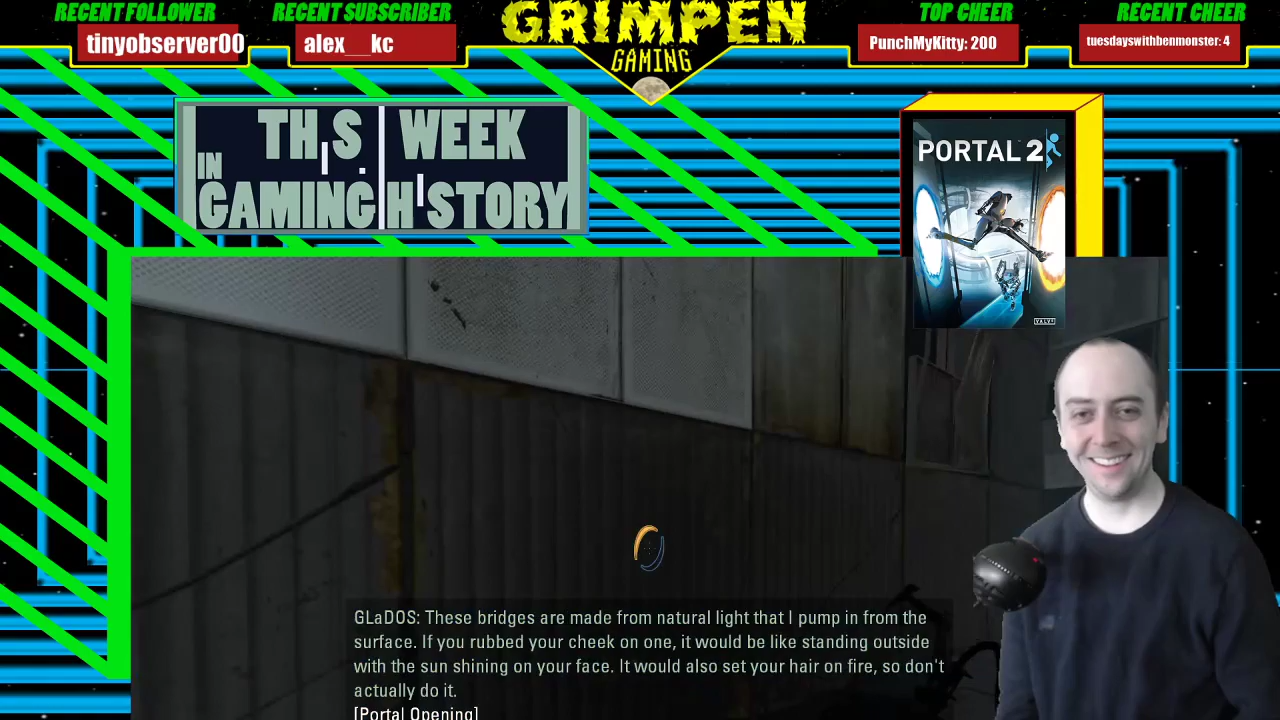 RECENT FOLLOWER
tinyobserver00
RECENT SUBSCRIBER
alex__kc
GRIMPEN
GAMING
TOP CHEER
PunchMyKitty: 200
RECENT CHEER
tuesdayswithbenmonster: 4
THIS WEEK
IN
GAMING HISTORY
PORTAL 2
VALVE
GLaDOS: These bridges are made from natural light that I pump in from the
surface. If you rubbed your cheek on one, it would be like standing outside
with the sun shining on your face. It would also set your hair on fire, so don't
actually do it.
[Portal Opening]